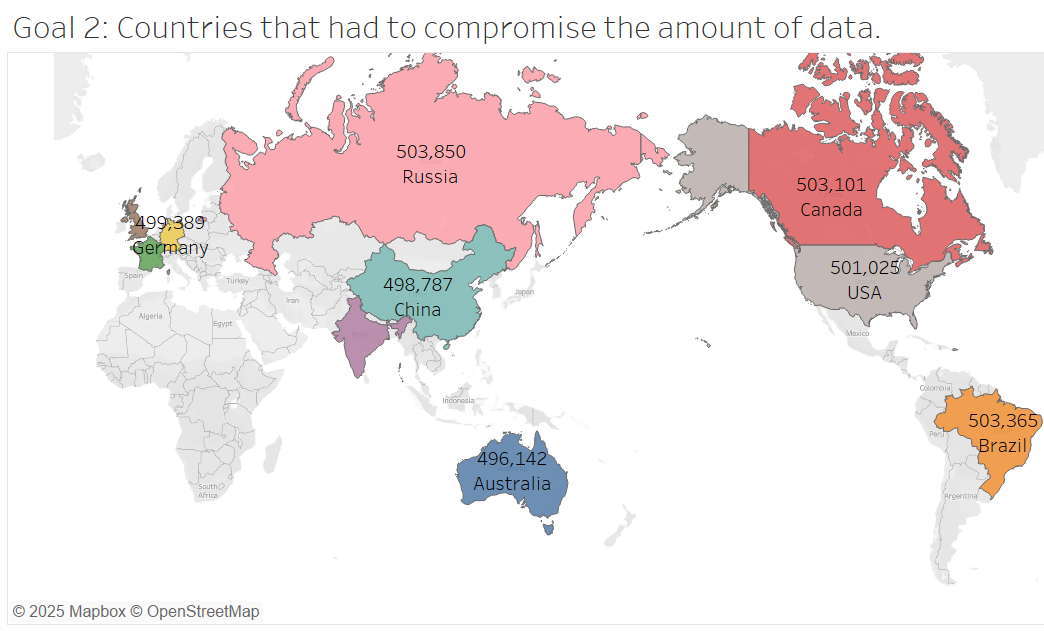 Goal 2: Countries that had to compromise the amount of data.
503,850
Russia
503,101
Canada
499,389
Germany
501,025
USA
Spain
Turkey
498,787
China
Japan
Iran
Algeria
Egypt
Mexico
Colombia
Indonesia
503,365
Brazil
Peru
496,142
Australia
South
Africa
Argentina
© 2025 Mapbox © OpenStreetMap